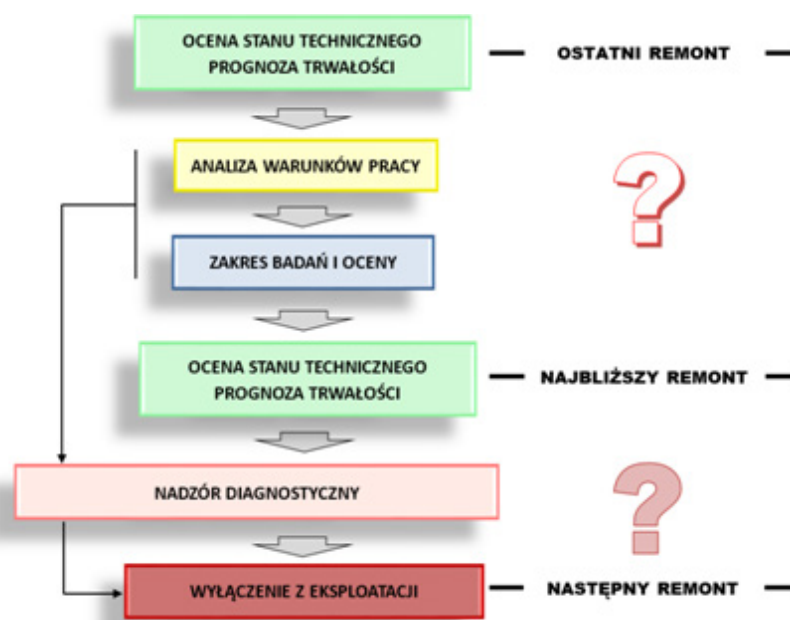 OCENA STANU TECHNICZNEGO
PROGNOZA TRWAŁOŚCI
OSTATNI REMONT
ANALIZA WARUNKÓW PRACY
?
ZAKRES BADAŃ I OCENY
OCENA STANU TECHNICZNEGO
PROGNOZA TRWAŁOŚCI
NAJBLIŻSZY REMONT
NADZÓR DIAGNOSTYCZNY
?
WYŁĄCZENIE Z EKSPLOATACJI
NASTĘPNY REMONT